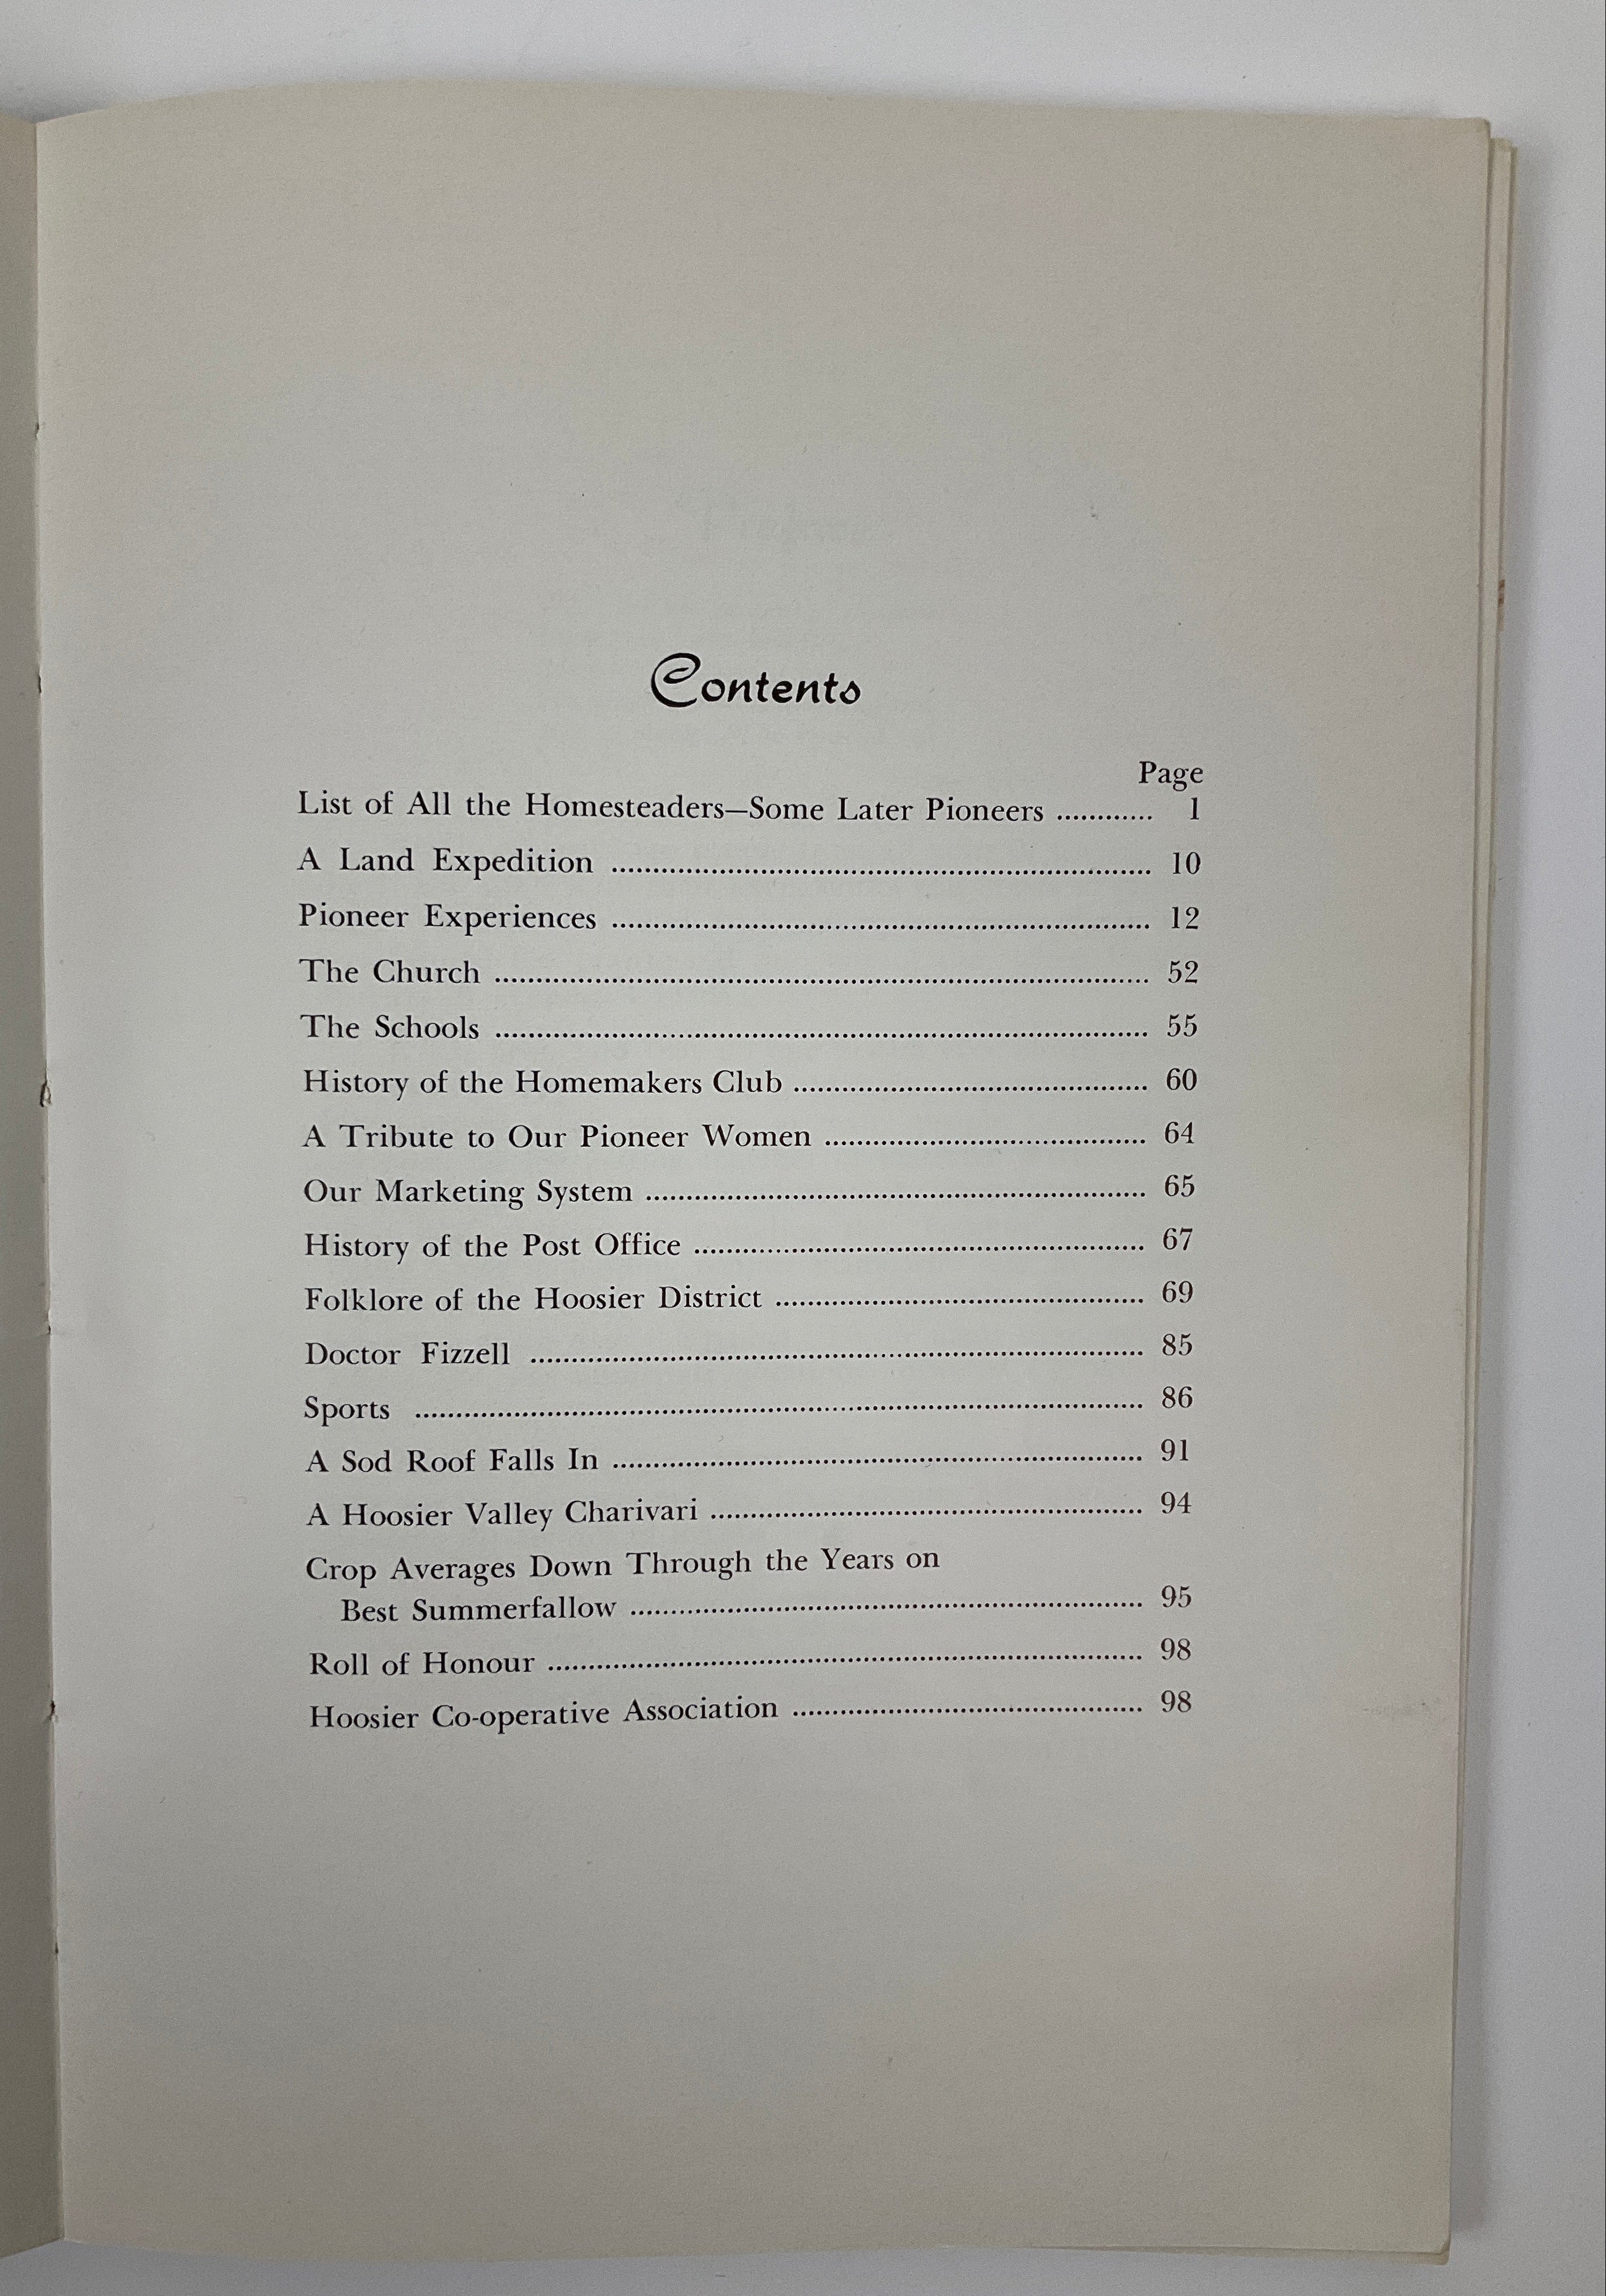 Contents
Page
List of All the Homesteaders—Some Later Pioneers ............ 1
A Land Expedition ................................................................ 10
Pioneer Experiences ................................................................ 12
The Church ................................................................ 52
The Schools ................................................................ 55
History of the Homemakers Club ............................................ 60
A Tribute to Our Pioneer Women ........................................ 64
Our Marketing System ............................................................ 65
History of the Post Office ........................................................ 67
Folklore of the Hoosier District .............................................. 69
Doctor Fizzell ................................................................ 85
Sports ................................................................ 86
A Sod Roof Falls In ................................................................ 91
A Hoosier Valley Charivari ...................................................... 94
Crop Averages Down Through the Years on
Best Summerfallow ................................................................ 95
Roll of Honour ................................................................ 98
Hoosier Co-operative Association ............................................ 98